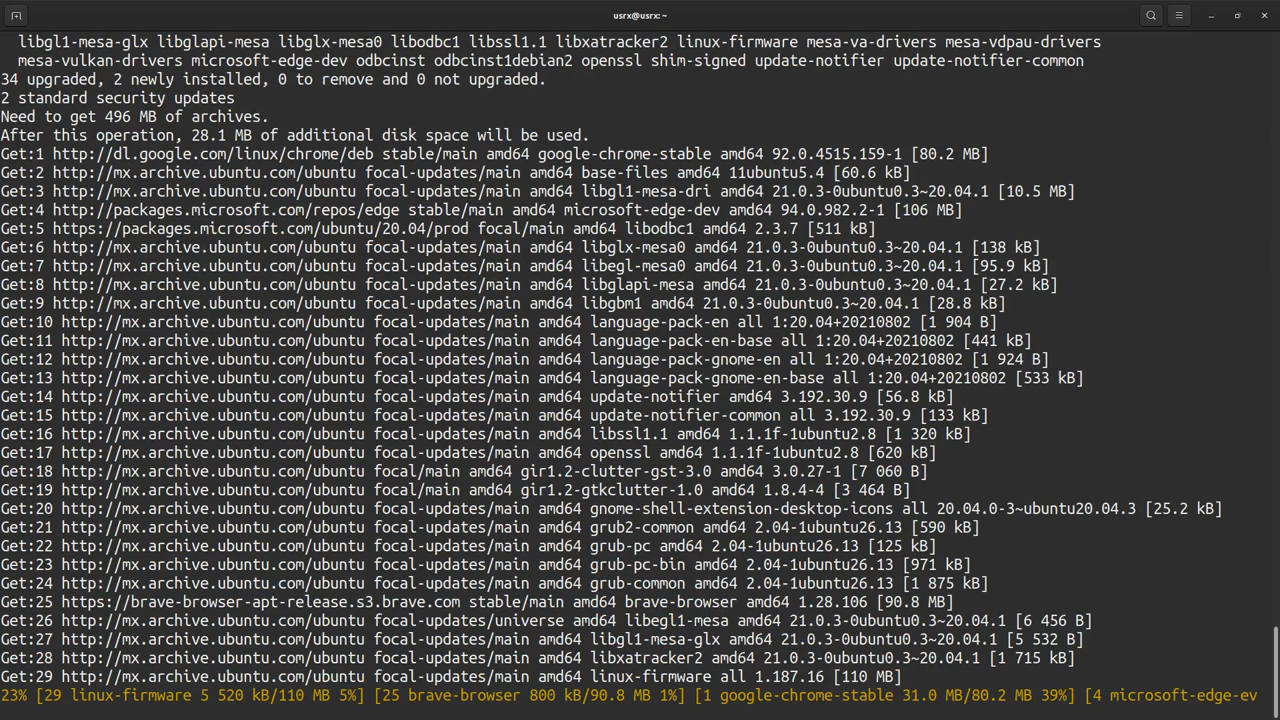 usrx@usrx: ~
libgl1-mesa-glx libglapi-mesa libglx-mesa0 libodbc1 libssl1.1 libxatracker2 linux-firmware mesa-va-drivers mesa-vdpau-drivers
mesa-vulkan-drivers microsoft-edge-dev odbcinst odbcinst1debian2 openssl shim-signed update-notifier update-notifier-common
34 upgraded, 2 newly installed, 0 to remove and 0 not upgraded.
2 standard security updates
Need to get 496 MB of archives.
After this operation, 28.1 MB of additional disk space will be used.
Get:1 http://dl.google.com/linux/chrome/deb stable/main amd64 google-chrome-stable amd64 92.0.4515.159-1 [80.2 MB]
Get:2 http://mx.archive.ubuntu.com/ubuntu focal-updates/main amd64 base-files amd64 11ubuntu5.4 [60.6 kB]
Get:3 http://mx.archive.ubuntu.com/ubuntu focal-updates/main amd64 libgl1-mesa-dri amd64 21.0.3-0ubuntu0.3~20.04.1 [10.5 MB]
Get:4 http://packages.microsoft.com/repos/edge stable/main amd64 microsoft-edge-dev amd64 94.0.982.2-1 [106 MB]
Get:5 https://packages.microsoft.com/ubuntu/20.04/prod focal/main amd64 libodbc1 amd64 2.3.7 [511 kB]
Get:6 http://mx.archive.ubuntu.com/ubuntu focal-updates/main amd64 libglx-mesa0 amd64 21.0.3-0ubuntu0.3~20.04.1 [138 kB]
Get:7 http://mx.archive.ubuntu.com/ubuntu focal-updates/main amd64 libegl-mesa0 amd64 21.0.3-0ubuntu0.3~20.04.1 [95.9 kB]
Get:8 http://mx.archive.ubuntu.com/ubuntu focal-updates/main amd64 libglapi-mesa amd64 21.0.3-0ubuntu0.3~20.04.1 [27.2 kB]
Get:9 http://mx.archive.ubuntu.com/ubuntu focal-updates/main amd64 libgbm1 amd64 21.0.3-0ubuntu0.3~20.04.1 [28.8 kB]
Get:10 http://mx.archive.ubuntu.com/ubuntu focal-updates/main amd64 language-pack-en all 1:20.04+20210802 [1 904 B]
Get:11 http://mx.archive.ubuntu.com/ubuntu focal-updates/main amd64 language-pack-en-base all 1:20.04+20210802 [441 kB]
Get:12 http://mx.archive.ubuntu.com/ubuntu focal-updates/main amd64 language-pack-gnome-en all 1:20.04+20210802 [1 924 B]
Get:13 http://mx.archive.ubuntu.com/ubuntu focal-updates/main amd64 language-pack-gnome-en-base all 1:20.04+20210802 [533 kB]
Get:14 http://mx.archive.ubuntu.com/ubuntu focal-updates/main amd64 update-notifier amd64 3.192.30.9 [56.8 kB]
Get:15 http://mx.archive.ubuntu.com/ubuntu focal-updates/main amd64 update-notifier-common all 3.192.30.9 [133 kB]
Get:16 http://mx.archive.ubuntu.com/ubuntu focal-updates/main amd64 libssl1.1 amd64 1.1.1f-1ubuntu2.8 [1 320 kB]
Get:17 http://mx.archive.ubuntu.com/ubuntu focal-updates/main amd64 openssl amd64 1.1.1f-1ubuntu2.8 [620 kB]
Get:18 http://mx.archive.ubuntu.com/ubuntu focal/main amd64 gir1.2-clutter-gst-3.0 amd64 3.0.27-1 [7 060 B]
Get:19 http://mx.archive.ubuntu.com/ubuntu focal/main amd64 gir1.2-gtkclutter-1.0 amd64 1.8.4-4 [3 464 B]
Get:20 http://mx.archive.ubuntu.com/ubuntu focal-updates/main amd64 gnome-shell-extension-desktop-icons all 20.04.0-3~ubuntu20.04.3 [25.2 kB]
Get:21 http://mx.archive.ubuntu.com/ubuntu focal-updates/main amd64 grub2-common amd64 2.04-1ubuntu26.13 [590 kB]
Get:22 http://mx.archive.ubuntu.com/ubuntu focal-updates/main amd64 grub-pc amd64 2.04-1ubuntu26.13 [125 kB]
Get:23 http://mx.archive.ubuntu.com/ubuntu focal-updates/main amd64 grub-pc-bin amd64 2.04-1ubuntu26.13 [971 kB]
Get:24 http://mx.archive.ubuntu.com/ubuntu focal-updates/main amd64 grub-common amd64 2.04-1ubuntu26.13 [1 875 kB]
Get:25 https://brave-browser-apt-release.s3.brave.com stable/main amd64 brave-browser amd64 1.28.106 [90.8 MB]
Get:26 http://mx.archive.ubuntu.com/ubuntu focal-updates/universe amd64 libegl1-mesa amd64 21.0.3-0ubuntu0.3~20.04.1 [6 456 B]
Get:27 http://mx.archive.ubuntu.com/ubuntu focal-updates/main amd64 libgl1-mesa-glx amd64 21.0.3-0ubuntu0.3~20.04.1 [5 532 B]
Get:28 http://mx.archive.ubuntu.com/ubuntu focal-updates/main amd64 libxatracker2 amd64 21.0.3-0ubuntu0.3~20.04.1 [1 715 kB]
Get:29 http://mx.archive.ubuntu.com/ubuntu focal-updates/main amd64 linux-firmware all 1.187.16 [110 MB]
23% [29 linux-firmware 5 520 kB/110 MB 5%] [25 brave-browser 800 kB/90.8 MB 1%] [1 google-chrome-stable 31.0 MB/80.2 MB 39%] [4 microsoft-edge-ev